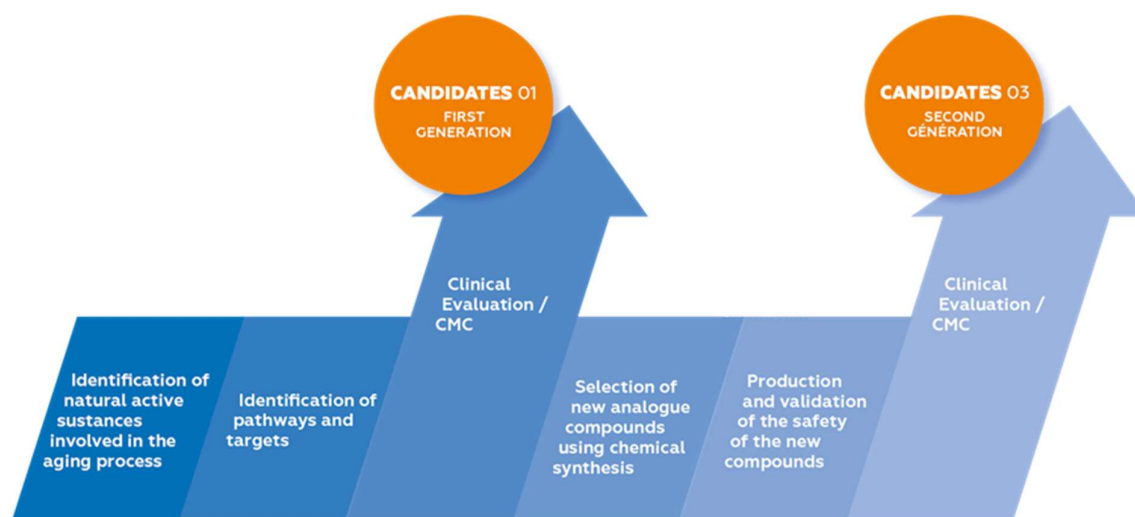 CANDIDATES 01
FIRST
GENERATION
CANDIDATES 03
SECOND
GÉNÉRATION
Identification of
natural active
sustances
involved in the
aging process
Identification of
pathways and
targets
Clinical
Evaluation /
CMC
Selection of
new analogue
compounds
using chemical
synthesis
Production
and validation
of the safety
of the new
compounds
Clinical
Evaluation /
CMC